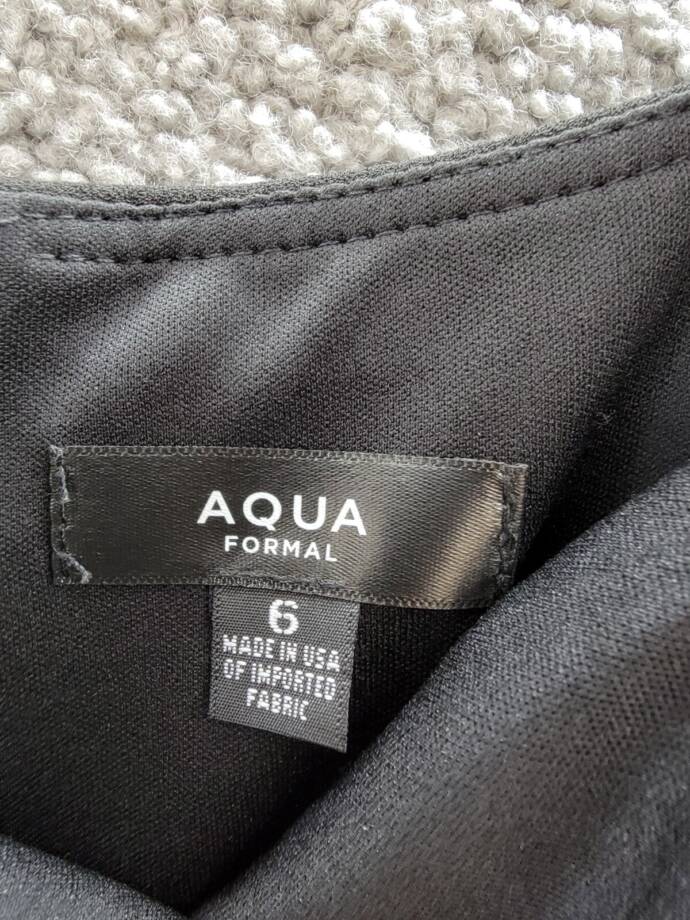 AQUA
FORMAL
6
MADE IN USA
OF IMPORTED
FABRIC